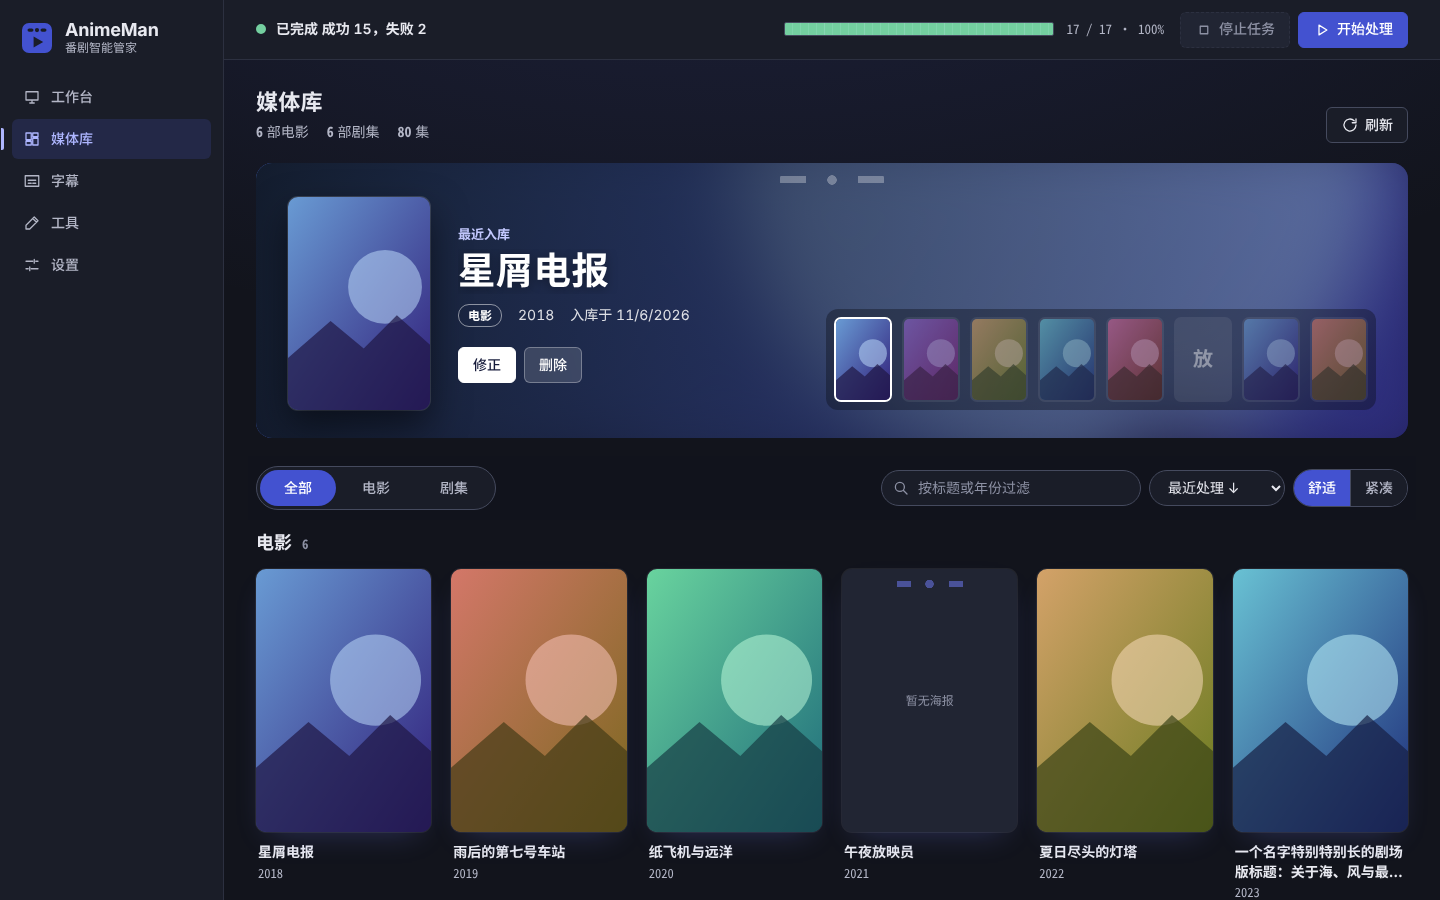 AnimeMan
番剧智能管家
工作台
媒体库
字幕
工具
设置
已完成 成功 15，失败 2
17 / 17 • 100%
停止任务
开始处理
媒体库
6 部电影 6 部剧集 80 集
刷新
最近入库
星屑电报
电影 2018 入库于 11/6/2026
修正 删除
放
全部 电影 剧集
按标题或年份过滤
最近处理 ↓
舒适 紧凑
电影 6
暂无海报
星屑电报
2018
雨后的第七号车站
2019
纸飞机与远洋
2020
午夜放映员
2021
夏日尽头的灯塔
2022
一个名字特别特别长的剧场
版标题：关于海、风与最...
2023